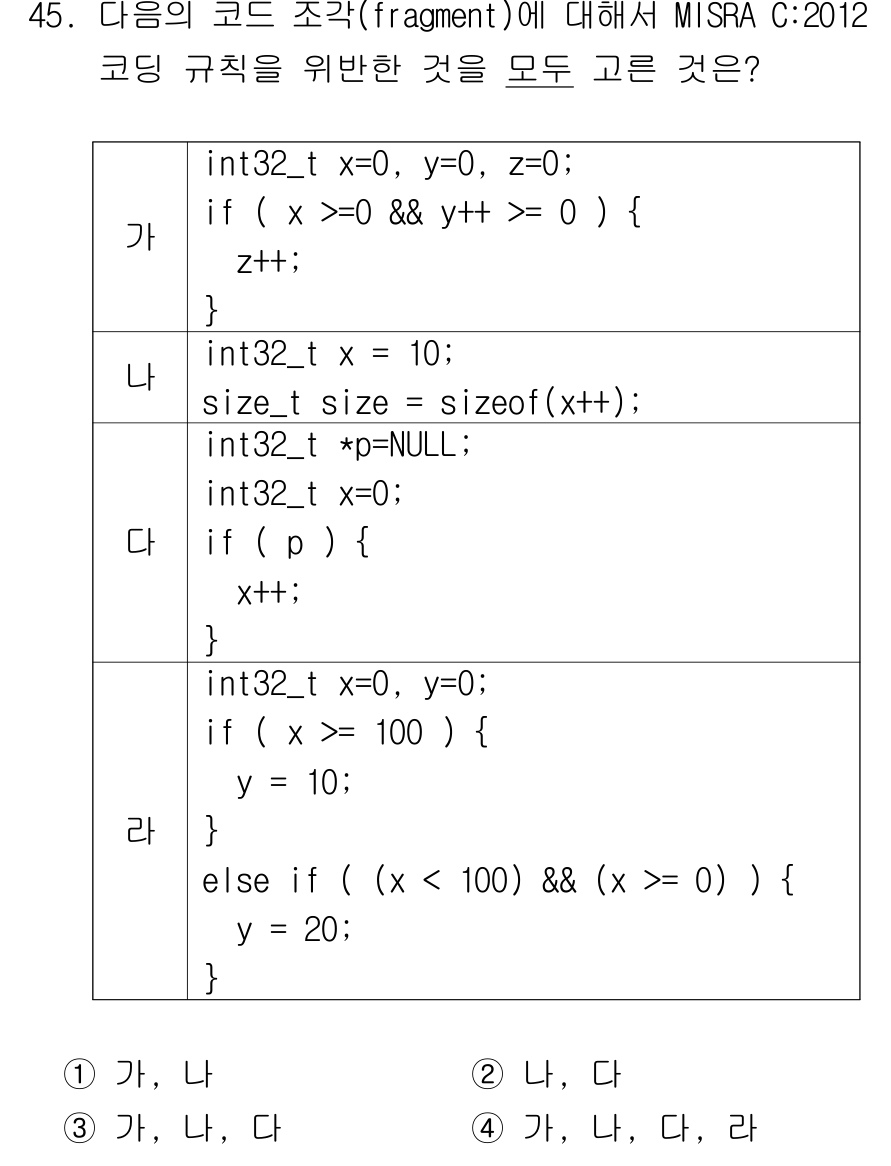 45. 다음의 코드 조각(fragment)에 대해서 MISRA C:2012
코딩 규칙을 위반한 것을 모두 고른 것은?
가
int32_t x=0, y=0, z=0;
if ( x >=0 && y++ >= 0 ) {
z++;
}
나
int32_t x = 10;
size_t size = sizeof(x++);
다
int32_t *p=NULL;
int32_t x=0;
if ( p ) {
x++;
}
라
int32_t x=0, y=0;
if ( x >= 100 ) {
y = 10;
}
else if ( (x < 100) && (x >= 0) ) {
y = 20;
}
① 가, 나 ② 나, 다
③ 가, 나, 다 ④ 가, 나, 다, 라